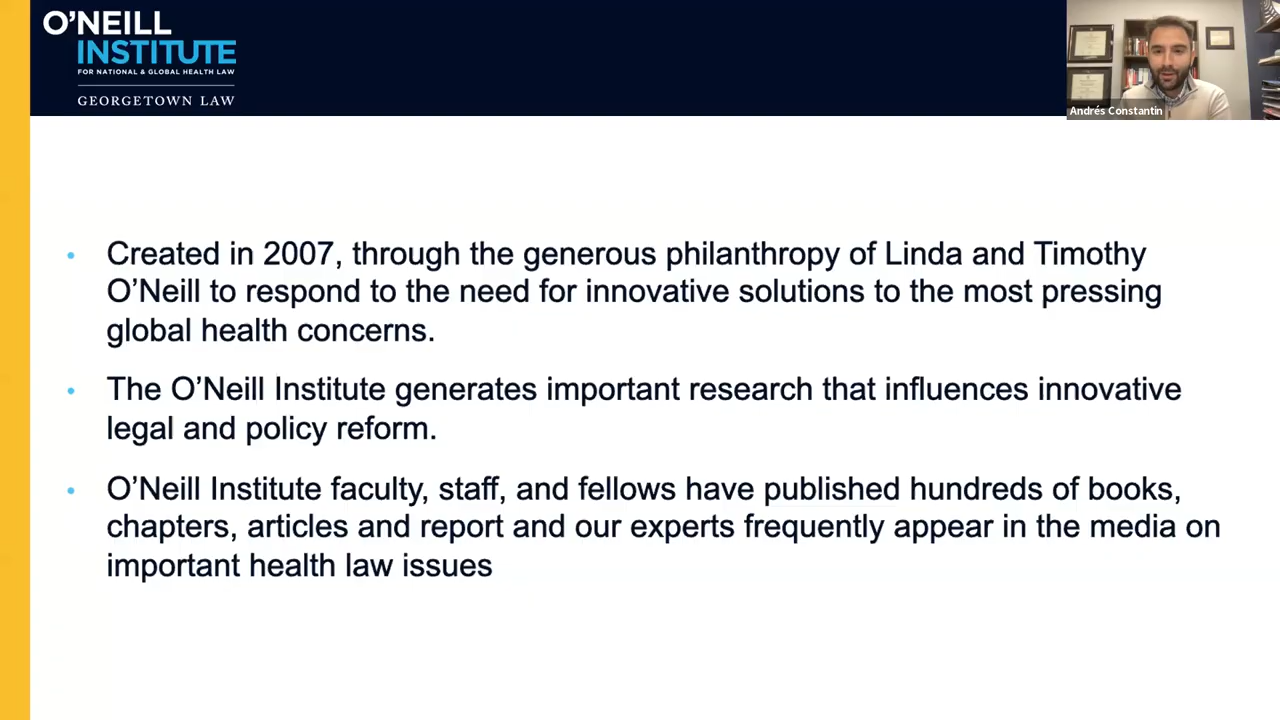 O’NEILL
INSTITUTE
FOR NATIONAL & GLOBAL HEALTH LAW
GEORGETOWN LAW
Andrés Constantin
• Created in 2007, through the generous philanthropy of Linda and Timothy
O’Neill to respond to the need for innovative solutions to the most pressing
global health concerns.
• The O’Neill Institute generates important research that influences innovative
legal and policy reform.
• O’Neill Institute faculty, staff, and fellows have published hundreds of books,
chapters, articles and report and our experts frequently appear in the media on
important health law issues